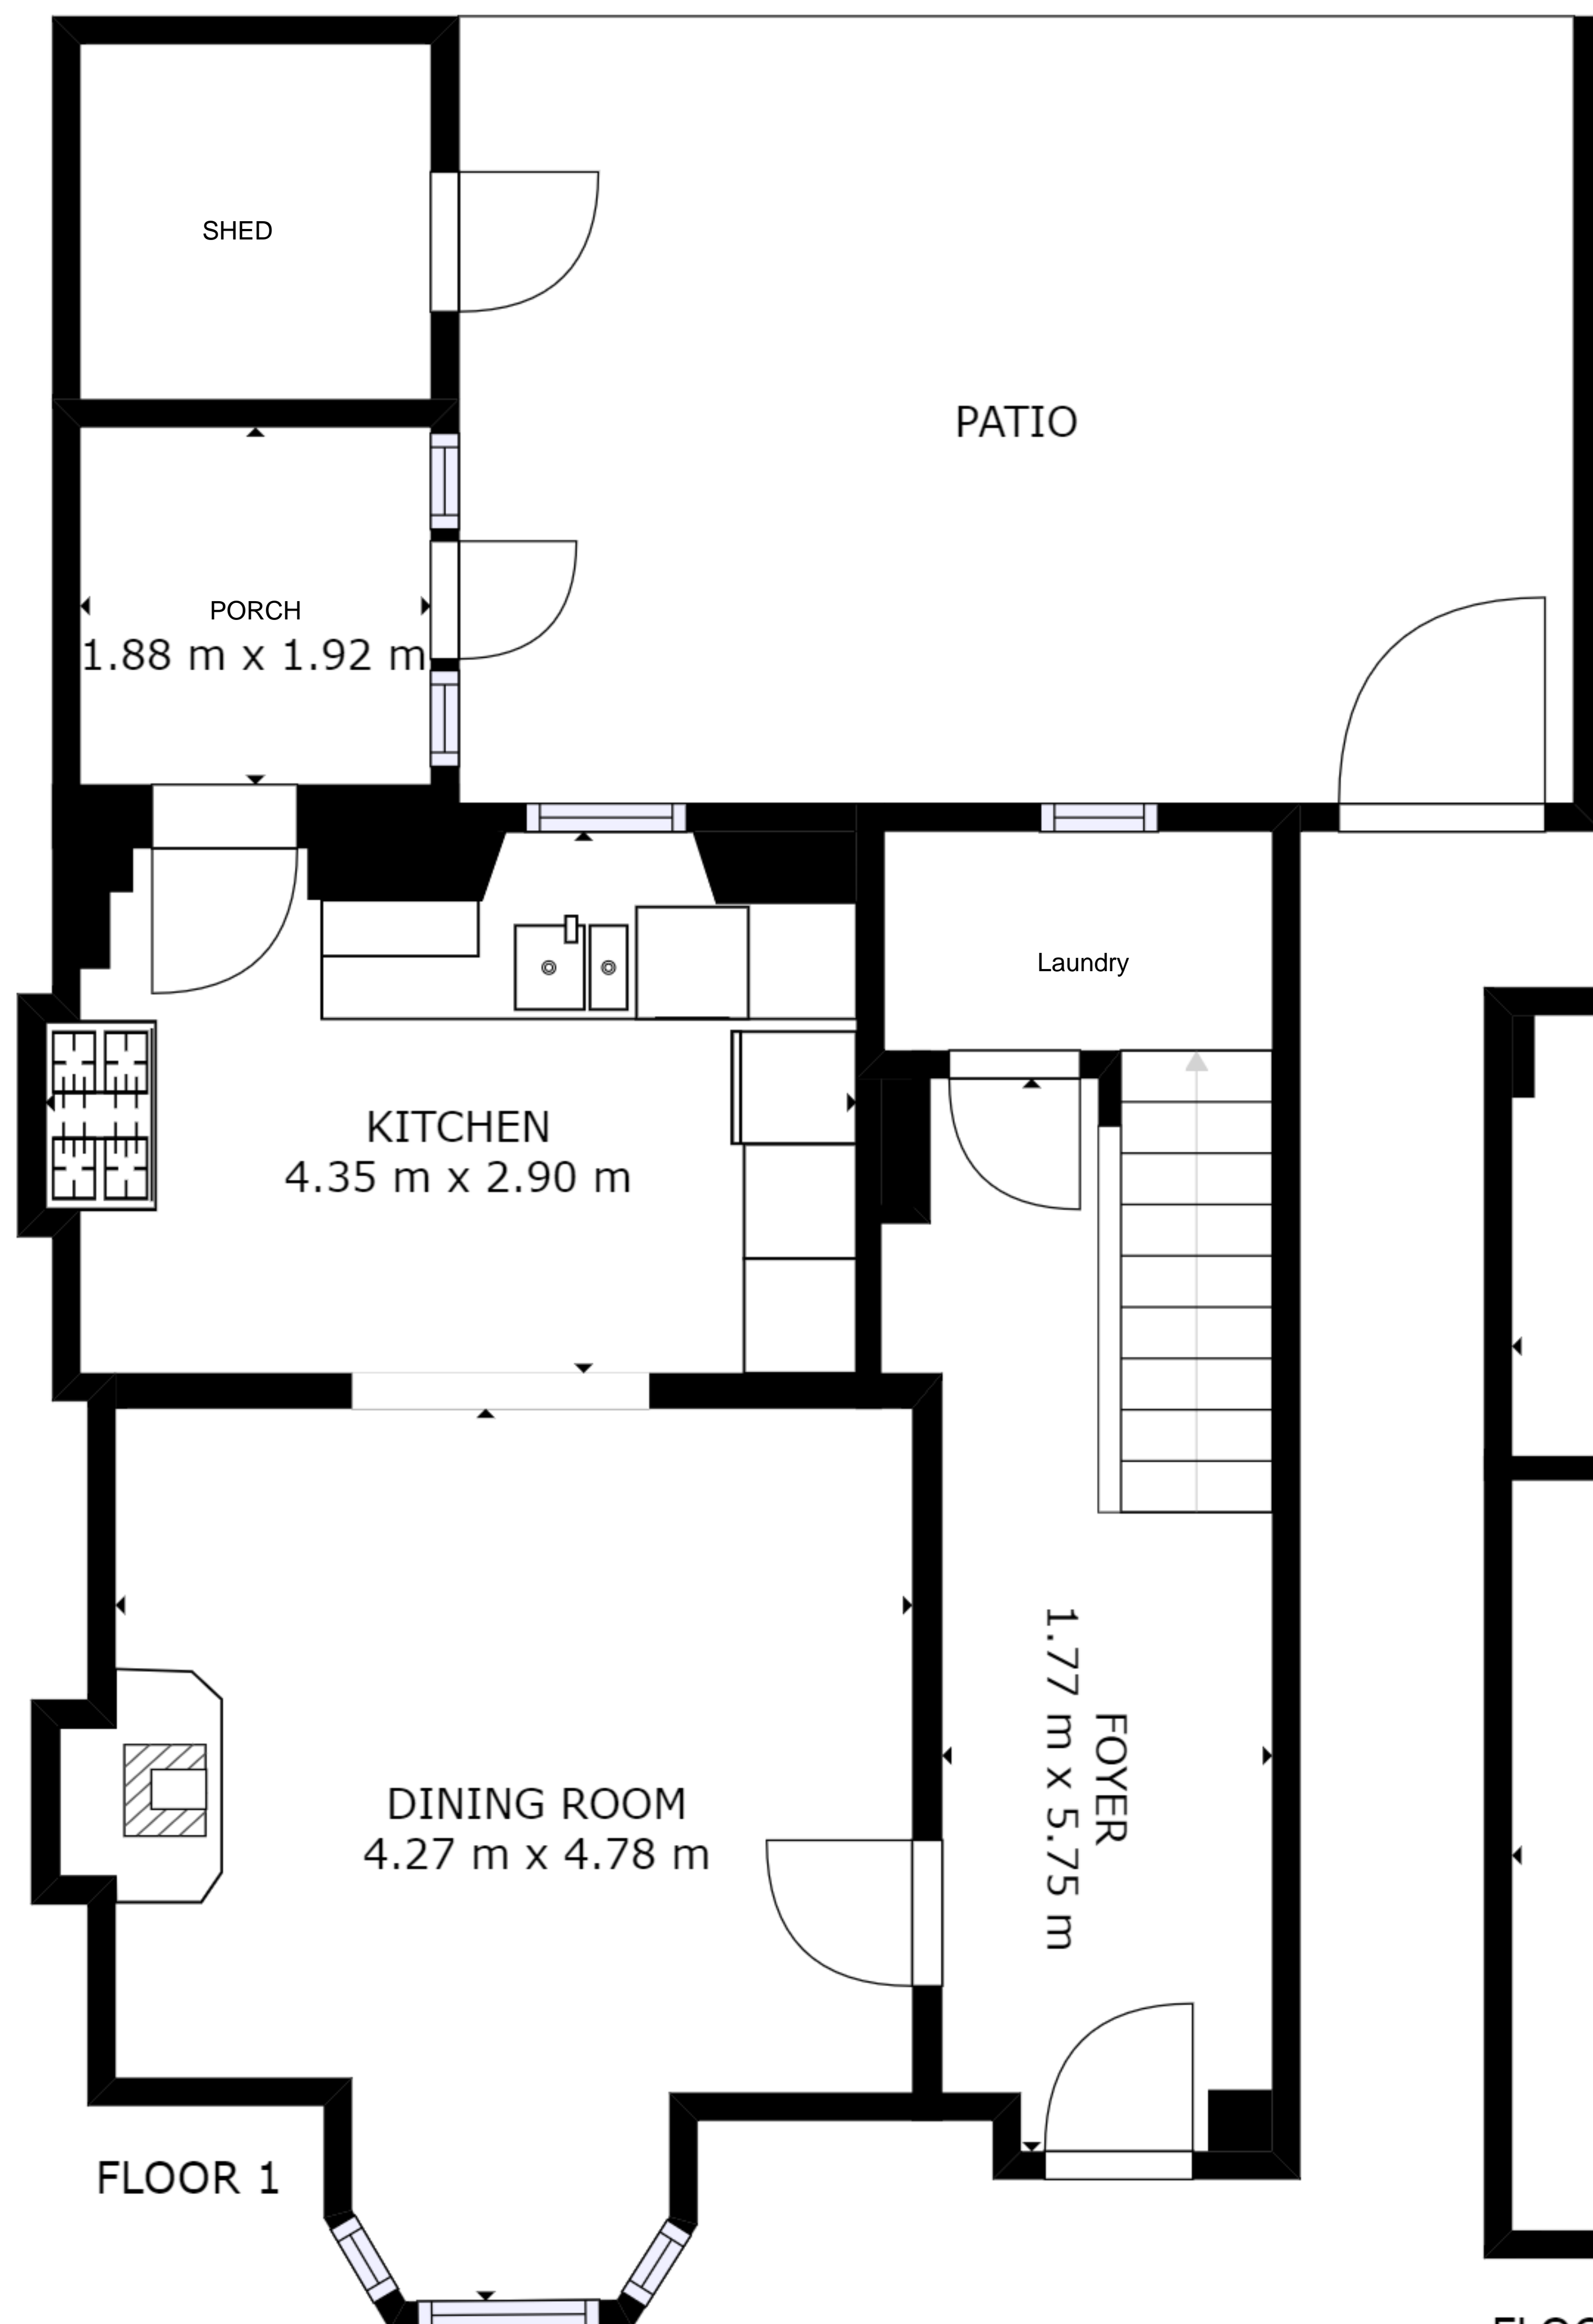 SHED
PATIO
PORCH
1.88 m x 1.92 m
Laundry
KITCHEN
4.35 m x 2.90 m
FOYER
1.77 m x 5.75 m
DINING ROOM
4.27 m x 4.78 m
FLOOR 1